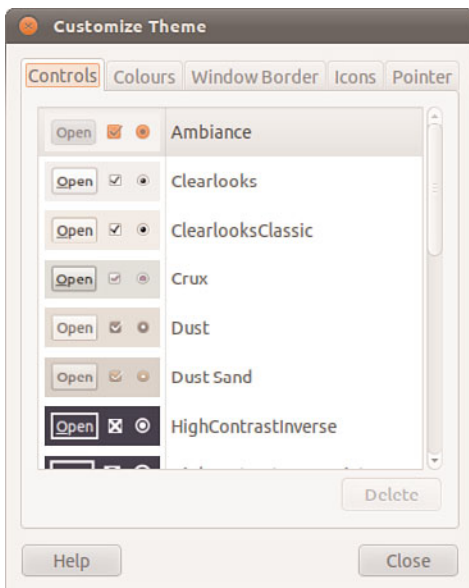 Customize Theme
Controls Colours Window Border Icons Pointer
Open Ambiance
Open Clearlooks
Open ClearlooksClassic
Open Crux
Open Dust
Open Dust Sand
Open HighContrastInverse
Delete
Help Close